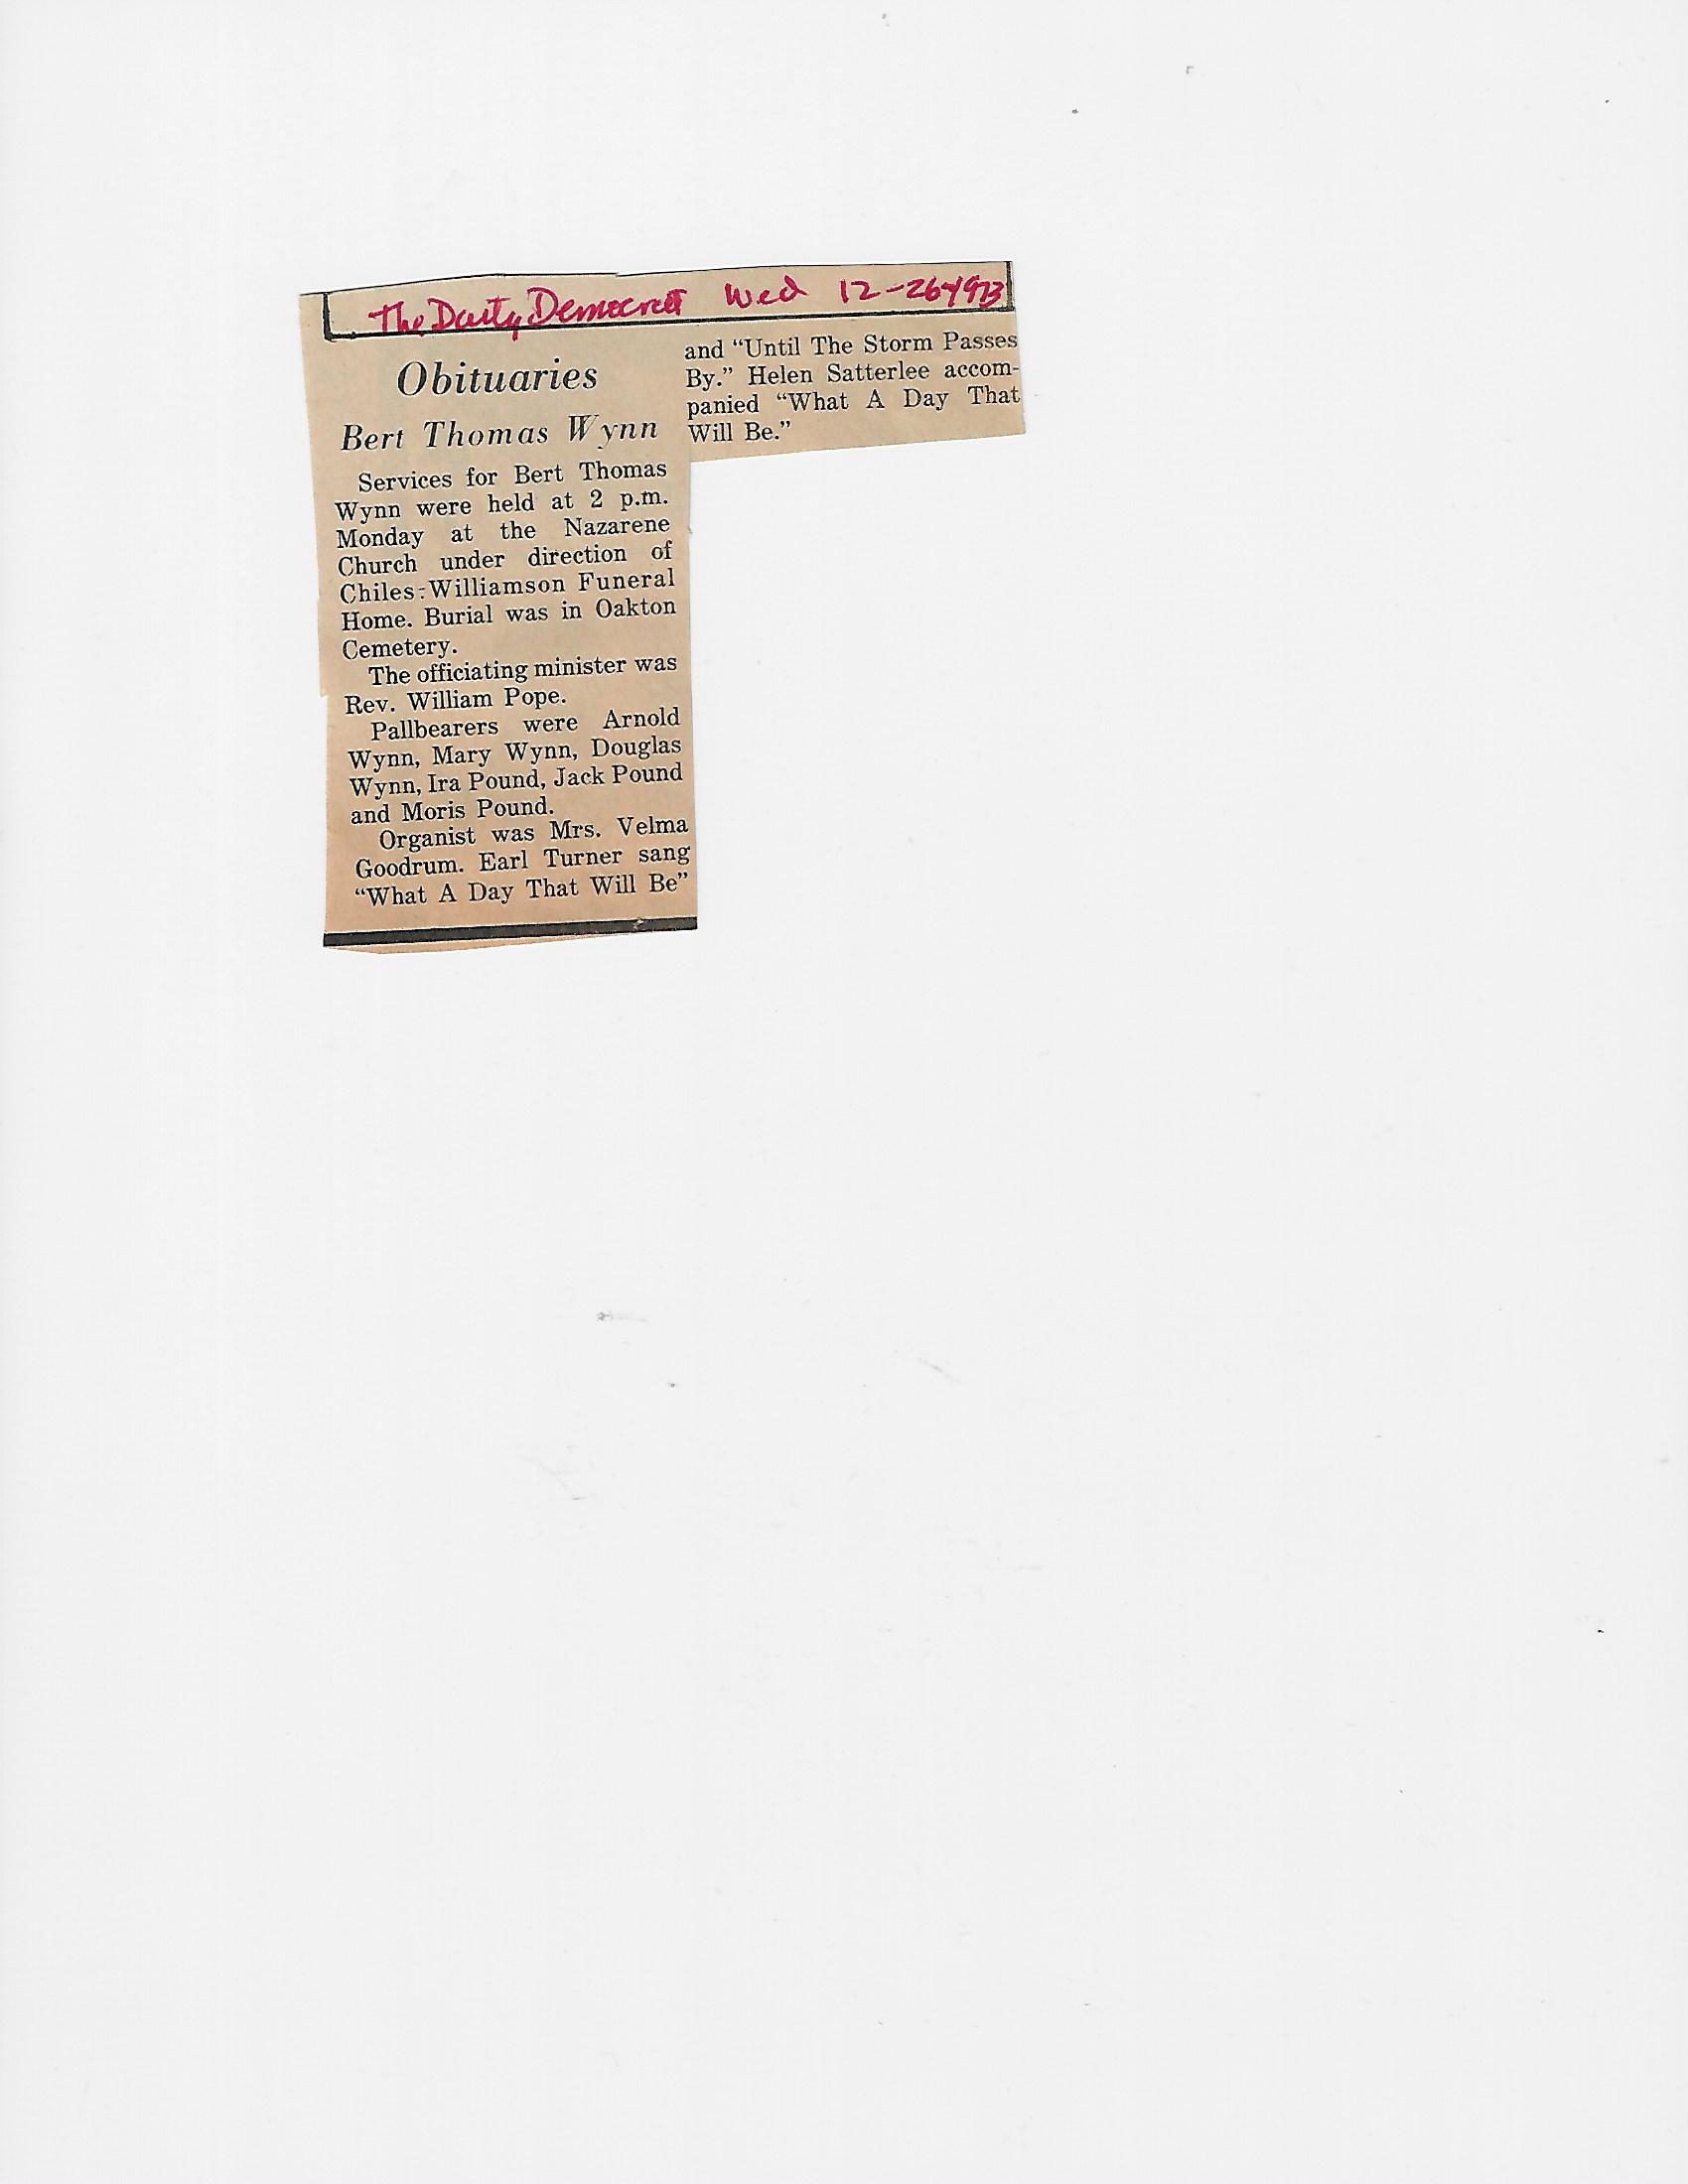 The Daily Democrat Wed 12-26-1973
Obituaries
Bert Thomas Wynn
Services for Bert Thomas
Wynn were held at 2 p.m.
Monday at the Nazarene
Church under direction of
Chiles-Williamson Funeral
Home. Burial was in Oakton
Cemetery.
The officiating minister was
Rev. William Pope.
Pallbearers were Arnold
Wynn, Mary Wynn, Douglas
Wynn, Ira Pound, Jack Pound
and Moris Pound.
Organist was Mrs. Velma
Goodrum. Earl Turner sang
“What A Day That Will Be”
and “Until The Storm Passes
By.” Helen Satterlee accom-
panied “What A Day That
Will Be.”